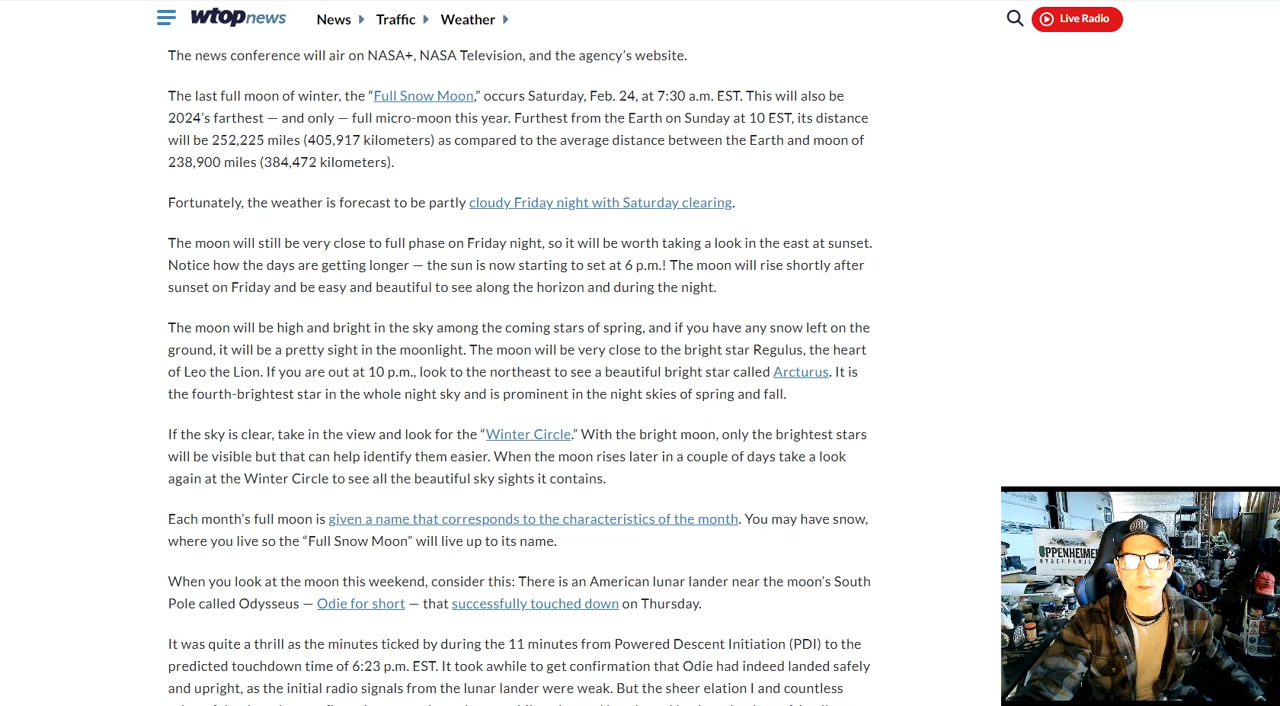 wtopnews
News
Traffic
Weather
Live Radio
The news conference will air on NASA+, NASA Television, and the agency’s website.
The last full moon of winter, the “Full Snow Moon,” occurs Saturday, Feb. 24, at 7:30 a.m. EST. This will also be
2024’s farthest — and only — full micro-moon this year. Furthest from the Earth on Sunday at 10 EST, its distance
will be 252,225 miles (405,917 kilometers) as compared to the average distance between the Earth and moon of
238,900 miles (384,472 kilometers).
Fortunately, the weather is forecast to be partly cloudy Friday night with Saturday clearing.
The moon will still be very close to full phase on Friday night, so it will be worth taking a look in the east at sunset.
Notice how the days are getting longer — the sun is now starting to set at 6 p.m.! The moon will rise shortly after
sunset on Friday and be easy and beautiful to see along the horizon and during the night.
The moon will be high and bright in the sky among the coming stars of spring, and if you have any snow left on the
ground, it will be a pretty sight in the moonlight. The moon will be very close to the bright star Regulus, the heart
of Leo the Lion. If you are out at 10 p.m., look to the northeast to see a beautiful bright star called Arcturus. It is
the fourth-brightest star in the whole night sky and is prominent in the night skies of spring and fall.
If the sky is clear, take in the view and look for the “Winter Circle.” With the bright moon, only the brightest stars
will be visible but that can help identify them easier. When the moon rises later in a couple of days take a look
again at the Winter Circle to see all the beautiful sky sights it contains.
Each month’s full moon is given a name that corresponds to the characteristics of the month. You may have snow,
where you live so the “Full Snow Moon” will live up to its name.
When you look at the moon this weekend, consider this: There is an American lunar lander near the moon’s South
Pole called Odysseus — Odie for short — that successfully touched down on Thursday.
It was quite a thrill as the minutes ticked by during the 11 minutes from Powered Descent Initiation (PDI) to the
predicted touchdown time of 6:23 p.m. EST. It took awhile to get confirmation that Odie had indeed landed safely
and upright, as the initial radio signals from the lunar lander were weak. But the sheer elation I and countless
OPPENHEIMER